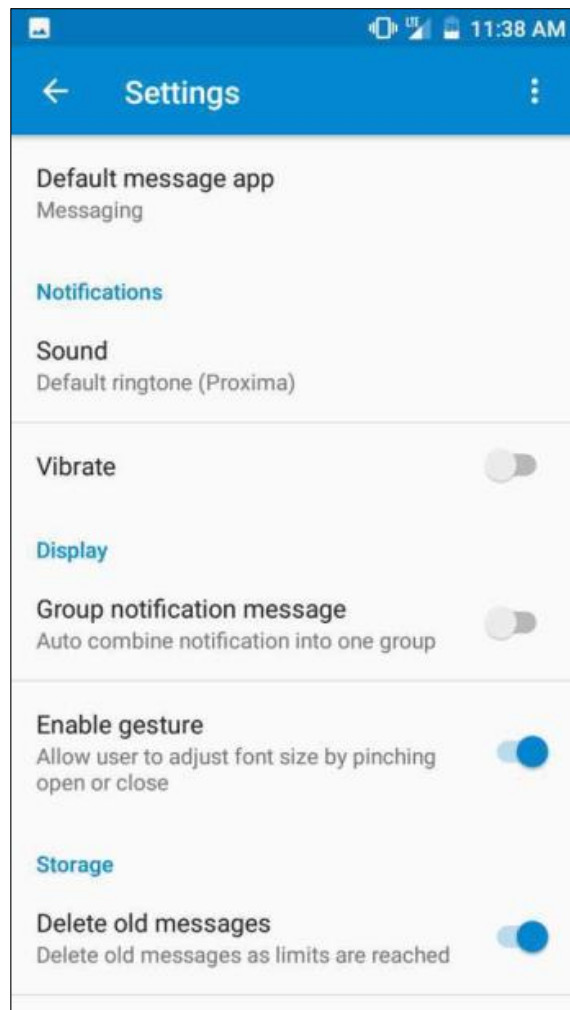 LTE 11:38 AM
Settings
Default message app
Messaging
Notifications
Sound
Default ringtone (Proxima)
Vibrate
Display
Group notification message
Auto combine notification into one group
Enable gesture
Allow user to adjust font size by pinching
open or close
Storage
Delete old messages
Delete old messages as limits are reached